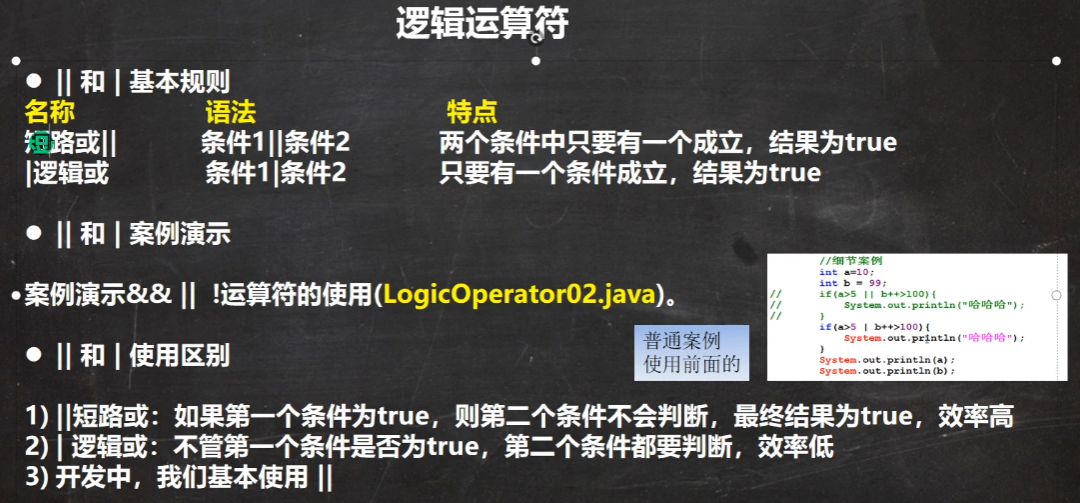 逻辑运算符
● || 和 | 基本规则
名称 语法 特点
短路或|| 条件1||条件2 两个条件中只要有一个成立，结果为true
|逻辑或 条件1|条件2 只要有一个条件成立，结果为true
● || 和 | 案例演示
案例演示&& || !运算符的使用(LogicOperator02.java)。
//细节案例
int a=10;
int b = 99;
// if(a>5 || b++>100){
// System.out.println("哈哈哈");
// }
if(a>5 | b++>100){
System.out.println("哈哈哈");
}
System.out.println(a);
System.out.println(b);
普通案例
使用前面的
● || 和 | 使用区别
1) ||短路或：如果第一个条件为true，则第二个条件不会判断，最终结果为true，效率高
2) | 逻辑或：不管第一个条件是否为true，第二个条件都要判断，效率低
3) 开发中，我们基本使用 ||